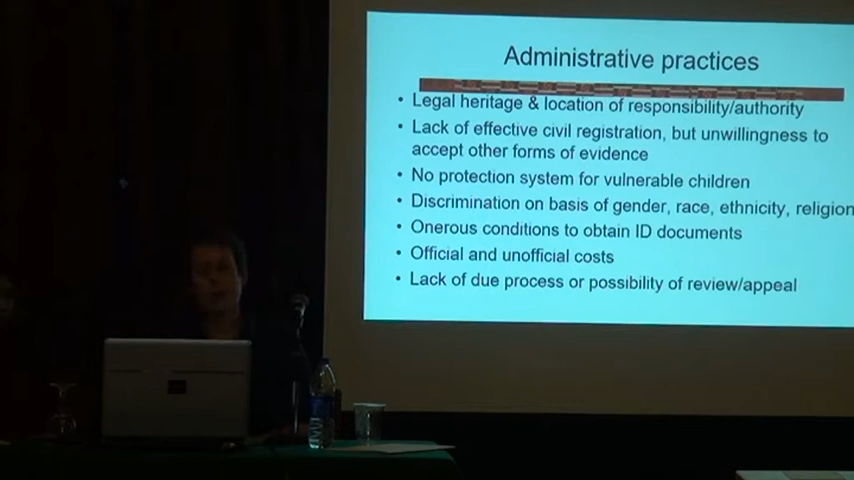 Administrative practices
• Legal heritage & location of responsibility/authority
• Lack of effective civil registration, but unwillingness to
accept other forms of evidence
• No protection system for vulnerable children
• Discrimination on basis of gender, race, ethnicity, religion
• Onerous conditions to obtain ID documents
• Official and unofficial costs
• Lack of due process or possibility of review/appeal